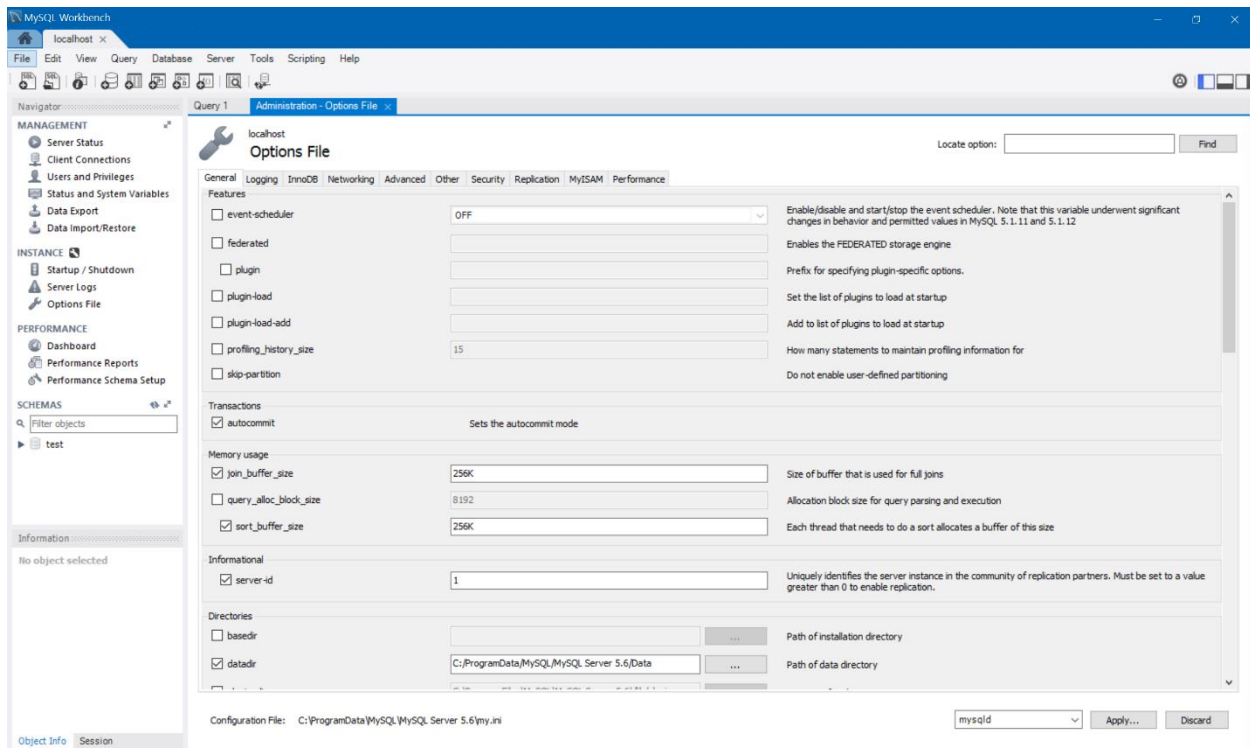 MySQL Workbench
localhost ×
File Edit View Query Database Server Tools Scripting Help
Navigator
MANAGEMENT
Server Status
Client Connections
Users and Privileges
Status and System Variables
Data Export
Data Import/Restore
INSTANCE
Startup / Shutdown
Server Logs
Options File
PERFORMANCE
Dashboard
Performance Reports
Performance Schema Setup
SCHEMAS
Filter objects
test
Information
No object selected
Object Info Session
Query 1 Administration - Options File ×
localhost
Options File
Locate option: Find
General Logging InnoDB Networking Advanced Other Security Replication MyISAM Performance
Features
event-scheduler OFF Enable/disable and start/stop the event scheduler. Note that this variable underwent significant
changes in behavior and permitted values in MySQL 5.1.11 and 5.1.12
federated Enables the FEDERATED storage engine
plugin Prefix for specifying plugin-specific options.
plugin-load Set the list of plugins to load at startup
plugin-load-add Add to list of plugins to load at startup
profiling_history_size 15 How many statements to maintain profiling information for
skip-partition Do not enable user-defined partitioning
Transactions
autocommit Sets the autocommit mode
Memory usage
join_buffer_size 256K Size of buffer that is used for full joins
query_alloc_block_size 8192 Allocation block size for query parsing and execution
sort_buffer_size 256K Each thread that needs to do a sort allocates a buffer of this size
Informational
server-id 1 Uniquely identifies the server instance in the community of replication partners. Must be set to a value
greater than 0 to enable replication.
Directories
basedir ... Path of installation directory
datadir C:/ProgramData/MySQL/MySQL Server 5.6/Data ... Path of data directory
Configuration File: C:\ProgramData\MySQL\MySQL Server 5.6\my.ini mysqld Apply... Discard